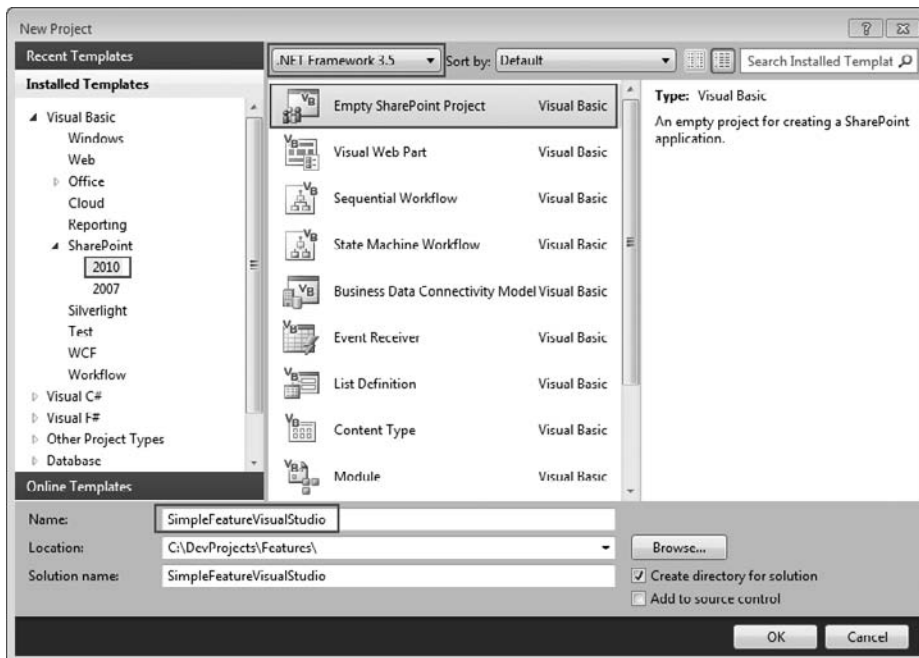 New Project
Recent Templates
Installed Templates
Visual Basic
Windows
Web
Office
Cloud
Reporting
SharePoint
2010
2007
Silverlight
Test
WCF
Workflow
Visual C#
Visual F#
Other Project Types
Database
Online Templates
.NET Framework 3.5
Sort by: Default
Search Installed Templat
Empty SharePoint Project Visual Basic
Visual Web Part Visual Basic
Sequential Workflow Visual Basic
State Machine Workflow Visual Basic
Business Data Connectivity Model Visual Basic
Event Receiver Visual Basic
List Definition Visual Basic
Content Type Visual Basic
Module Visual Basic
Type: Visual Basic
An empty project for creating a SharePoint
application.
Name: SimpleFeatureVisualStudio
Location: C:\DevProjects\Features\
Browse...
Solution name: SimpleFeatureVisualStudio
Create directory for solution
Add to source control
OK Cancel